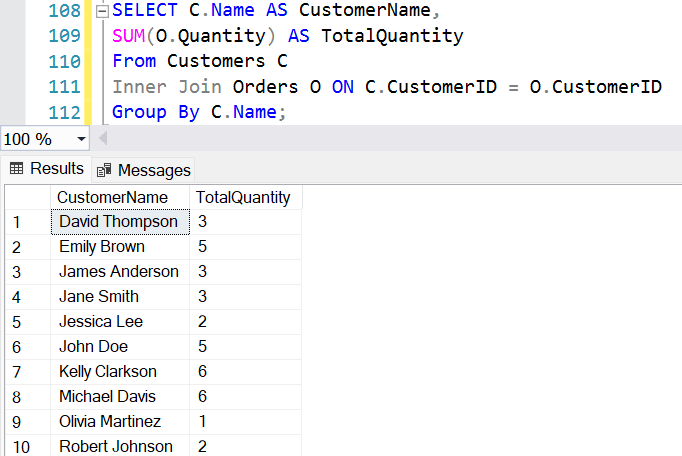 108 SELECT C.Name AS CustomerName,
109 SUM(O.Quantity) AS TotalQuantity
110 From Customers C
111 Inner Join Orders O ON C.CustomerID = O.CustomerID
112 Group By C.Name;
100 %
Results Messages
CustomerName TotalQuantity
1 David Thompson 3
2 Emily Brown 5
3 James Anderson 3
4 Jane Smith 3
5 Jessica Lee 2
6 John Doe 5
7 Kelly Clarkson 6
8 Michael Davis 6
9 Olivia Martinez 1
10 Robert Johnson 2